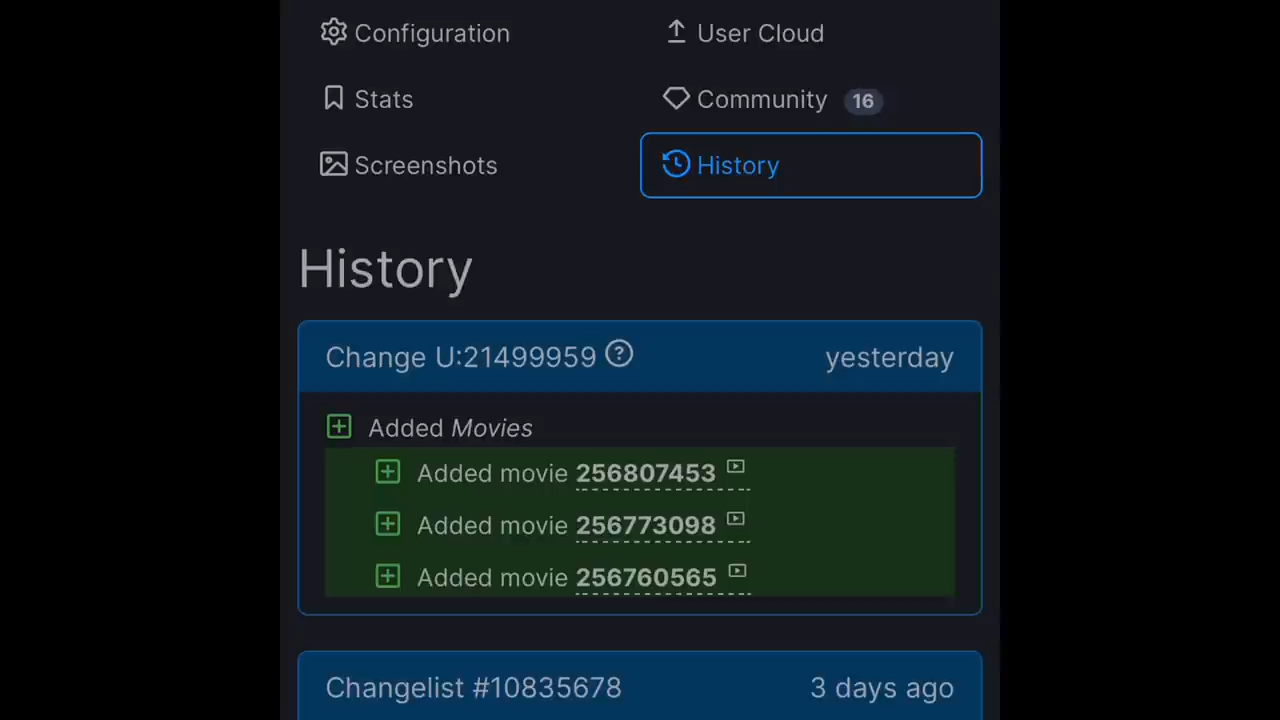 Configuration
User Cloud
Stats
Community 16
Screenshots
History
History
Change U:21499959
yesterday
Added Movies
Added movie 256807453
Added movie 256773098
Added movie 256760565
Changelist #10835678
3 days ago